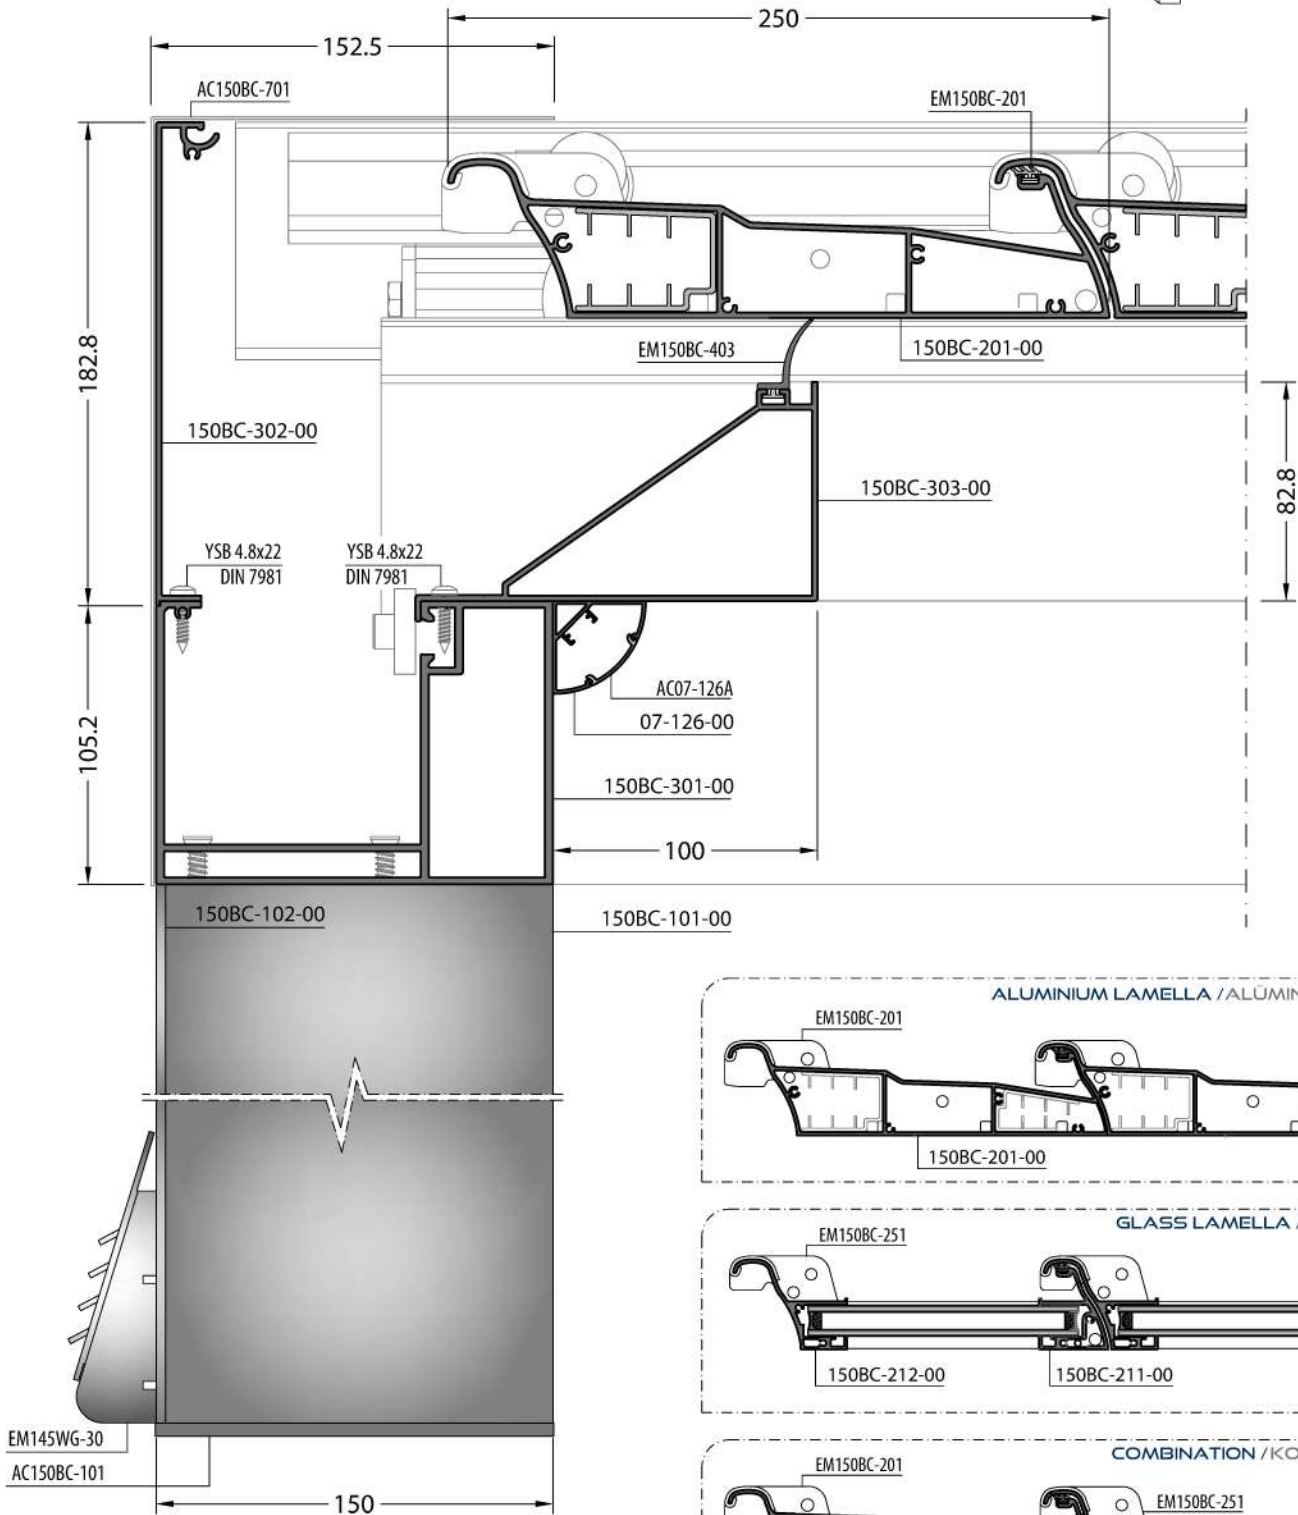 250
152.5
AC150BC-701
EM150BC-201
182.8
EM150BC-403
150BC-201-00
150BC-302-00
150BC-303-00
82.8
YSB 4.8x22
DIN 7981
YSB 4.8x22
DIN 7981
AC07-126A
07-126-00
105.2
150BC-301-00
100
150BC-102-00
150BC-101-00
ALUMINIUM LAMELLA /ALÜMIN
EM150BC-201
150BC-201-00
GLASS LAMELLA /
EM150BC-251
150BC-212-00
150BC-211-00
EM145WG-30
AC150BC-101
COMBINATION /KO
EM150BC-201
EM150BC-251
150